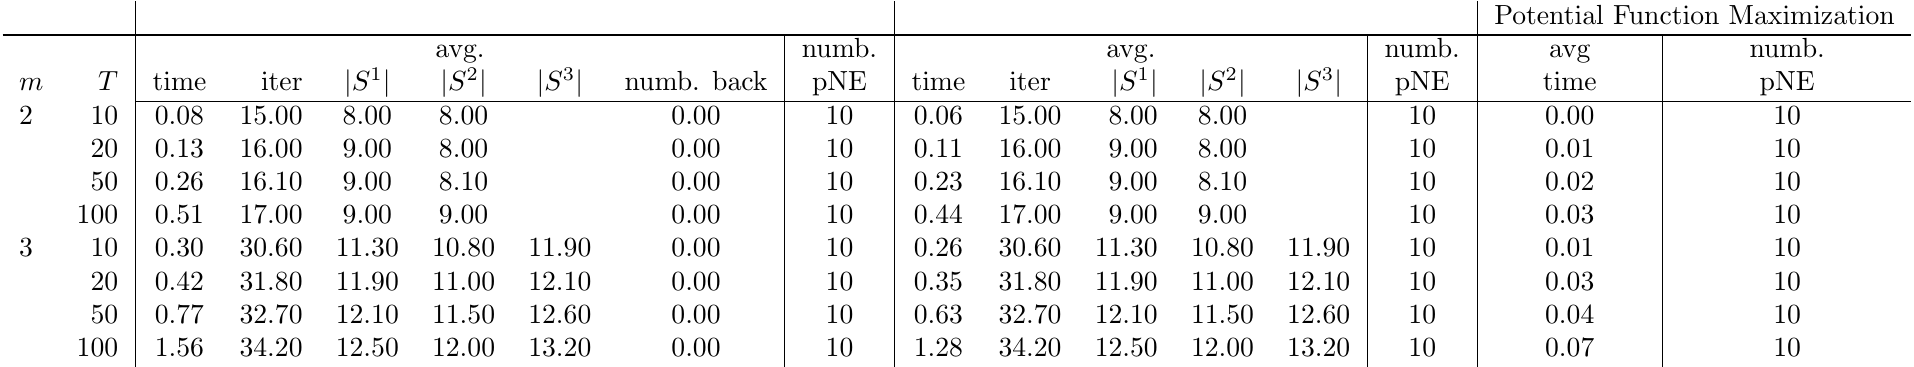 Potential Function Maximization
avg. numb. avg. numb. avg numb.
m T time iter |S^1| |S^2| |S^3| numb. back pNE time iter |S^1| |S^2| |S^3| pNE time pNE
2 10 0.08 15.00 8.00 8.00 0.00 10 0.06 15.00 8.00 8.00 10 0.00 10
20 0.13 16.00 9.00 8.00 0.00 10 0.11 16.00 9.00 8.00 10 0.01 10
50 0.26 16.10 9.00 8.10 0.00 10 0.23 16.10 9.00 8.10 10 0.02 10
100 0.51 17.00 9.00 9.00 0.00 10 0.44 17.00 9.00 9.00 10 0.03 10
3 10 0.30 30.60 11.30 10.80 11.90 0.00 10 0.26 30.60 11.30 10.80 11.90 10 0.01 10
20 0.42 31.80 11.90 11.00 12.10 0.00 10 0.35 31.80 11.90 11.00 12.10 10 0.03 10
50 0.77 32.70 12.10 11.50 12.60 0.00 10 0.63 32.70 12.10 11.50 12.60 10 0.04 10
100 1.56 34.20 12.50 12.00 13.20 0.00 10 1.28 34.20 12.50 12.00 13.20 10 0.07 10